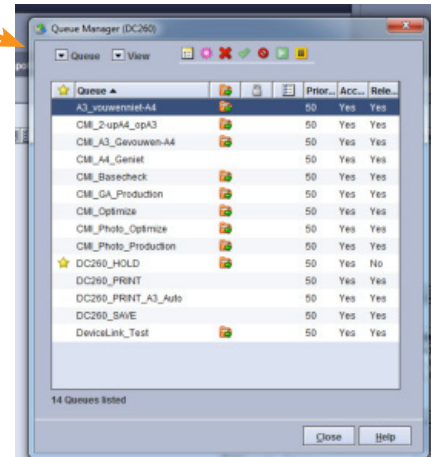 Queue Manager (DC260)
Queue View
Queue Prior... Acc... Rele...
A3_vouwenniet-A4 50 Yes Yes
CMI_2-upA4_opA3 50 Yes Yes
CMI_A3_Gevouwen-A4 50 Yes Yes
CMI_A4_Geniet 50 Yes Yes
CMI_Basecheck 50 Yes Yes
CMI_GA_Production 50 Yes Yes
CMI_Optimize 50 Yes Yes
CMI_Photo_Optimize 50 Yes Yes
CMI_Photo_Production 50 Yes Yes
DC260_HOLD 50 Yes No
DC260_PRINT 50 Yes Yes
DC260_PRINT_A3_Auto 50 Yes Yes
DC260_SAVE 50 Yes Yes
DeviceLink_Test 50 Yes Yes
14 Queues listed
Close Help